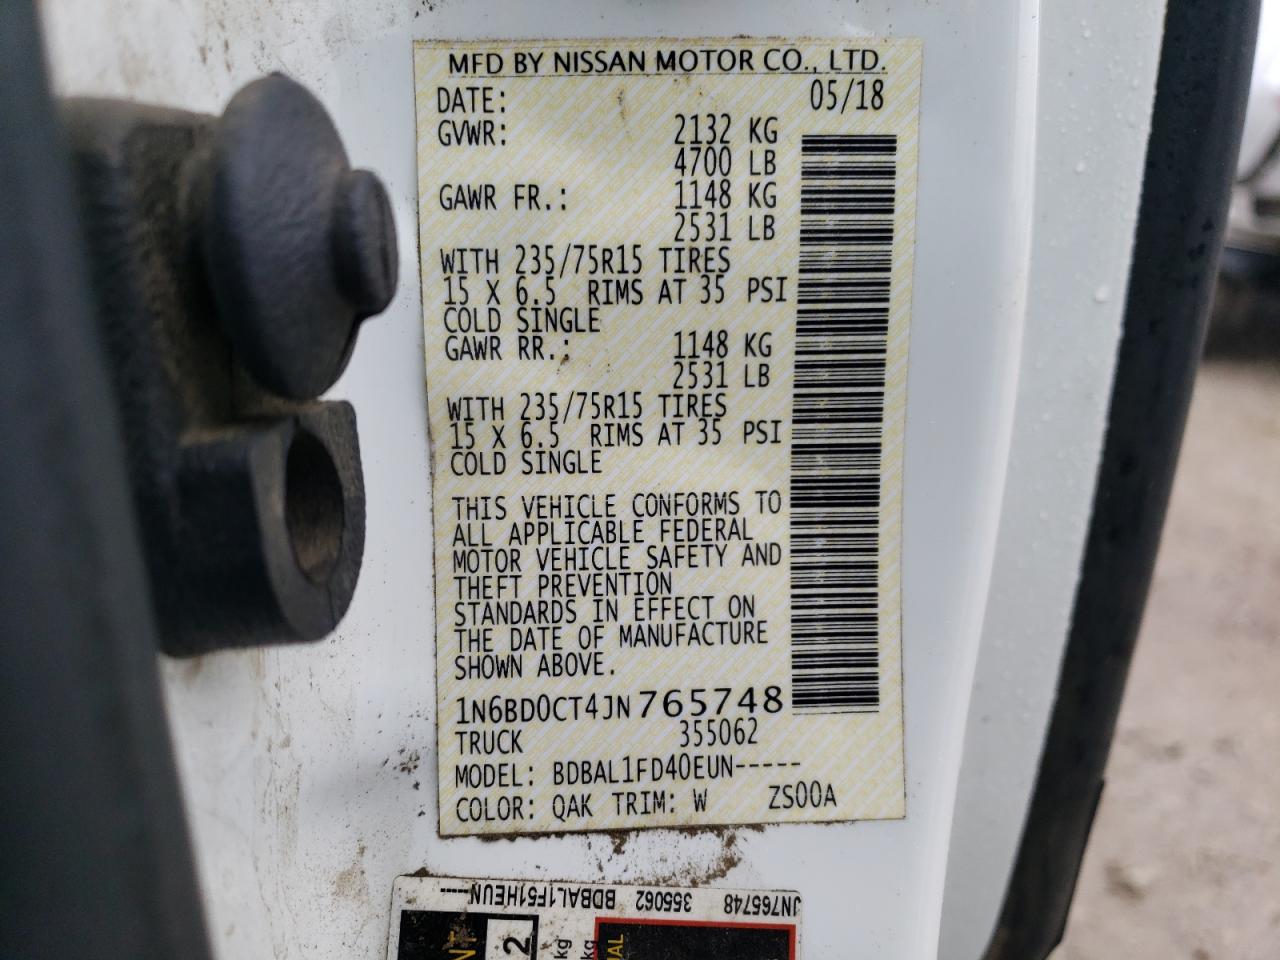 MFD BY NISSAN MOTOR CO., LTD.
DATE: 05/18
GVWR: 2132 KG
4700 LB
GAWR FR.: 1148 KG
2531 LB
WITH 235/75R15 TIRES
15 X 6.5 RIMS AT 35 PSI
COLD SINGLE
GAWR RR.: 1148 KG
2531 LB
WITH 235/75R15 TIRES
15 X 6.5 RIMS AT 35 PSI
COLD SINGLE
THIS VEHICLE CONFORMS TO
ALL APPLICABLE FEDERAL
MOTOR VEHICLE SAFETY AND
THEFT PREVENTION
STANDARDS IN EFFECT ON
THE DATE OF MANUFACTURE
SHOWN ABOVE.
1N6BD0CT4JN765748
TRUCK 355062
MODEL: BDBAL1FD40EUN-----
COLOR: QAK TRIM: W ZS00A
JN765748 355062 BDBAL1F51HEUN-----
2
kg
kg